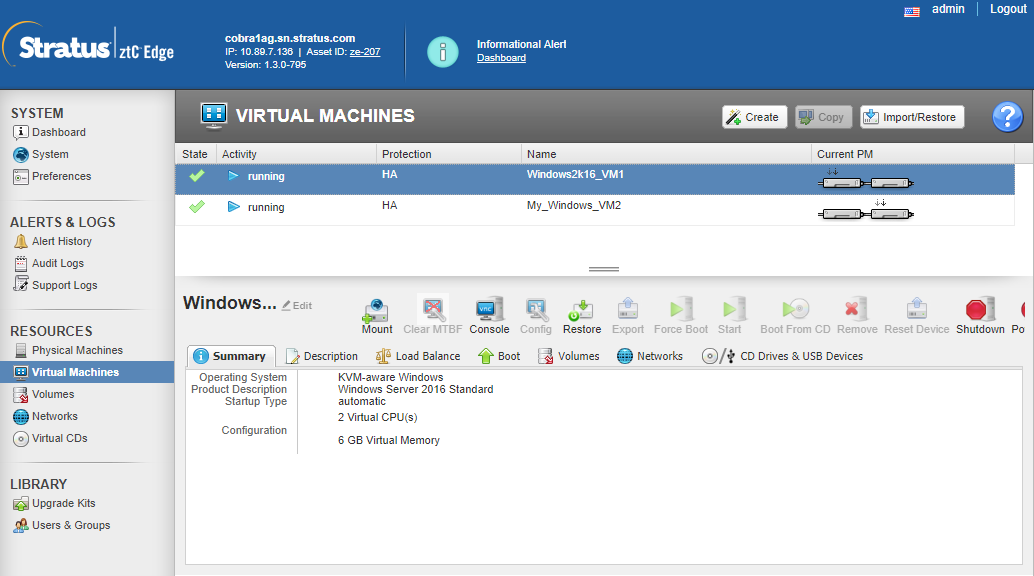 admin | Logout
Stratus ztC Edge
cobra1ag.sn.stratus.com
IP: 10.89.7.136 | Asset ID: ze-207
Version: 1.3.0-795
Informational Alert
Dashboard
SYSTEM
Dashboard
System
Preferences
ALERTS & LOGS
Alert History
Audit Logs
Support Logs
RESOURCES
Physical Machines
Virtual Machines
Volumes
Networks
Virtual CDs
LIBRARY
Upgrade Kits
Users & Groups
VIRTUAL MACHINES
Create Copy Import/Restore ?
State Activity Protection Name Current PM
running HA Windows2k16_VM1
running HA My_Windows_VM2
Windows... Edit
vnc
Mount Clear MTBF Console Config Restore Export Force Boot Start Boot From CD Remove Reset Device Shutdown Po
Summary Description Load Balance Boot Volumes Networks CD Drives & USB Devices
Operating System KVM-aware Windows
Product Description Windows Server 2016 Standard
Startup Type automatic
Configuration 2 Virtual CPU(s)
6 GB Virtual Memory